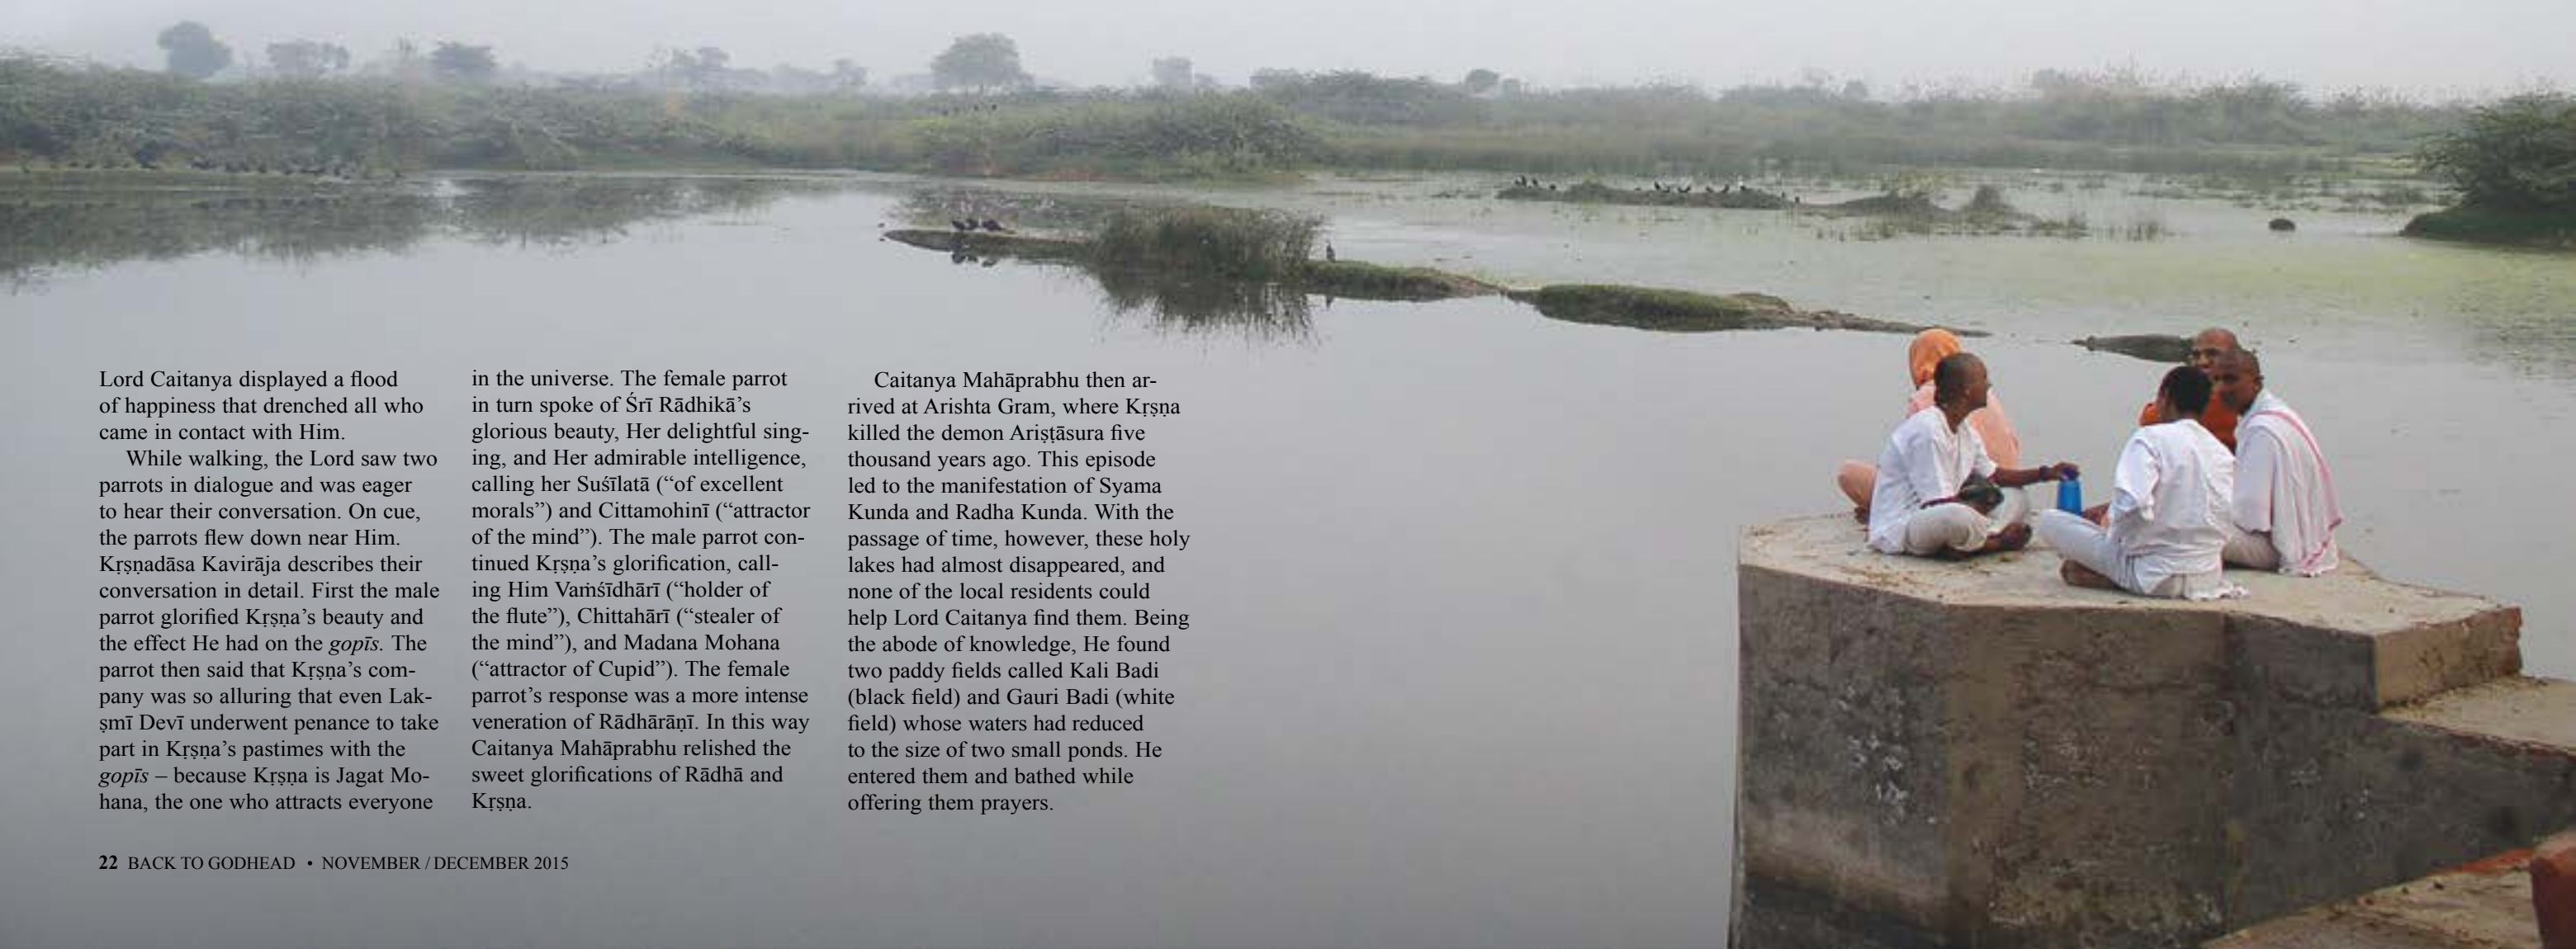 Lord Caitanya displayed a flood
of happiness that drenched all who
came in contact with Him.
While walking, the Lord saw two
parrots in dialogue and was eager
to hear their conversation. On cue,
the parrots flew down near Him.
Kṛṣṇadāsa Kavirāja describes their
conversation in detail. First the male
parrot glorified Kṛṣṇa’s beauty and
the effect He had on the gopīs. The
parrot then said that Kṛṣṇa’s com-
pany was so alluring that even Lak-
ṣmī Devī underwent penance to take
part in Kṛṣṇa’s pastimes with the
gopīs – because Kṛṣṇa is Jagat Mo-
hana, the one who attracts everyone
in the universe. The female parrot
in turn spoke of Śrī Rādhikā’s
glorious beauty, Her delightful sing-
ing, and Her admirable intelligence,
calling her Suśīlatā (“of excellent
morals”) and Cittamohinī (“attractor
of the mind”). The male parrot con-
tinued Kṛṣṇa’s glorification, call-
ing Him Vaṁśīdhārī (“holder of
the flute”), Chittahārī (“stealer of
the mind”), and Madana Mohana
(“attractor of Cupid”). The female
parrot’s response was a more intense
veneration of Rādhārāṇī. In this way
Caitanya Mahāprabhu relished the
sweet glorifications of Rādhā and
Kṛṣṇa.
Caitanya Mahāprabhu then ar-
rived at Arishta Gram, where Kṛṣṇa
killed the demon Ariṣṭāsura five
thousand years ago. This episode
led to the manifestation of Syama
Kunda and Radha Kunda. With the
passage of time, however, these holy
lakes had almost disappeared, and
none of the local residents could
help Lord Caitanya find them. Being
the abode of knowledge, He found
two paddy fields called Kali Badi
(black field) and Gauri Badi (white
field) whose waters had reduced
to the size of two small ponds. He
entered them and bathed while
offering them prayers.
22 BACK TO GODHEAD • NOVEMBER / DECEMBER 2015